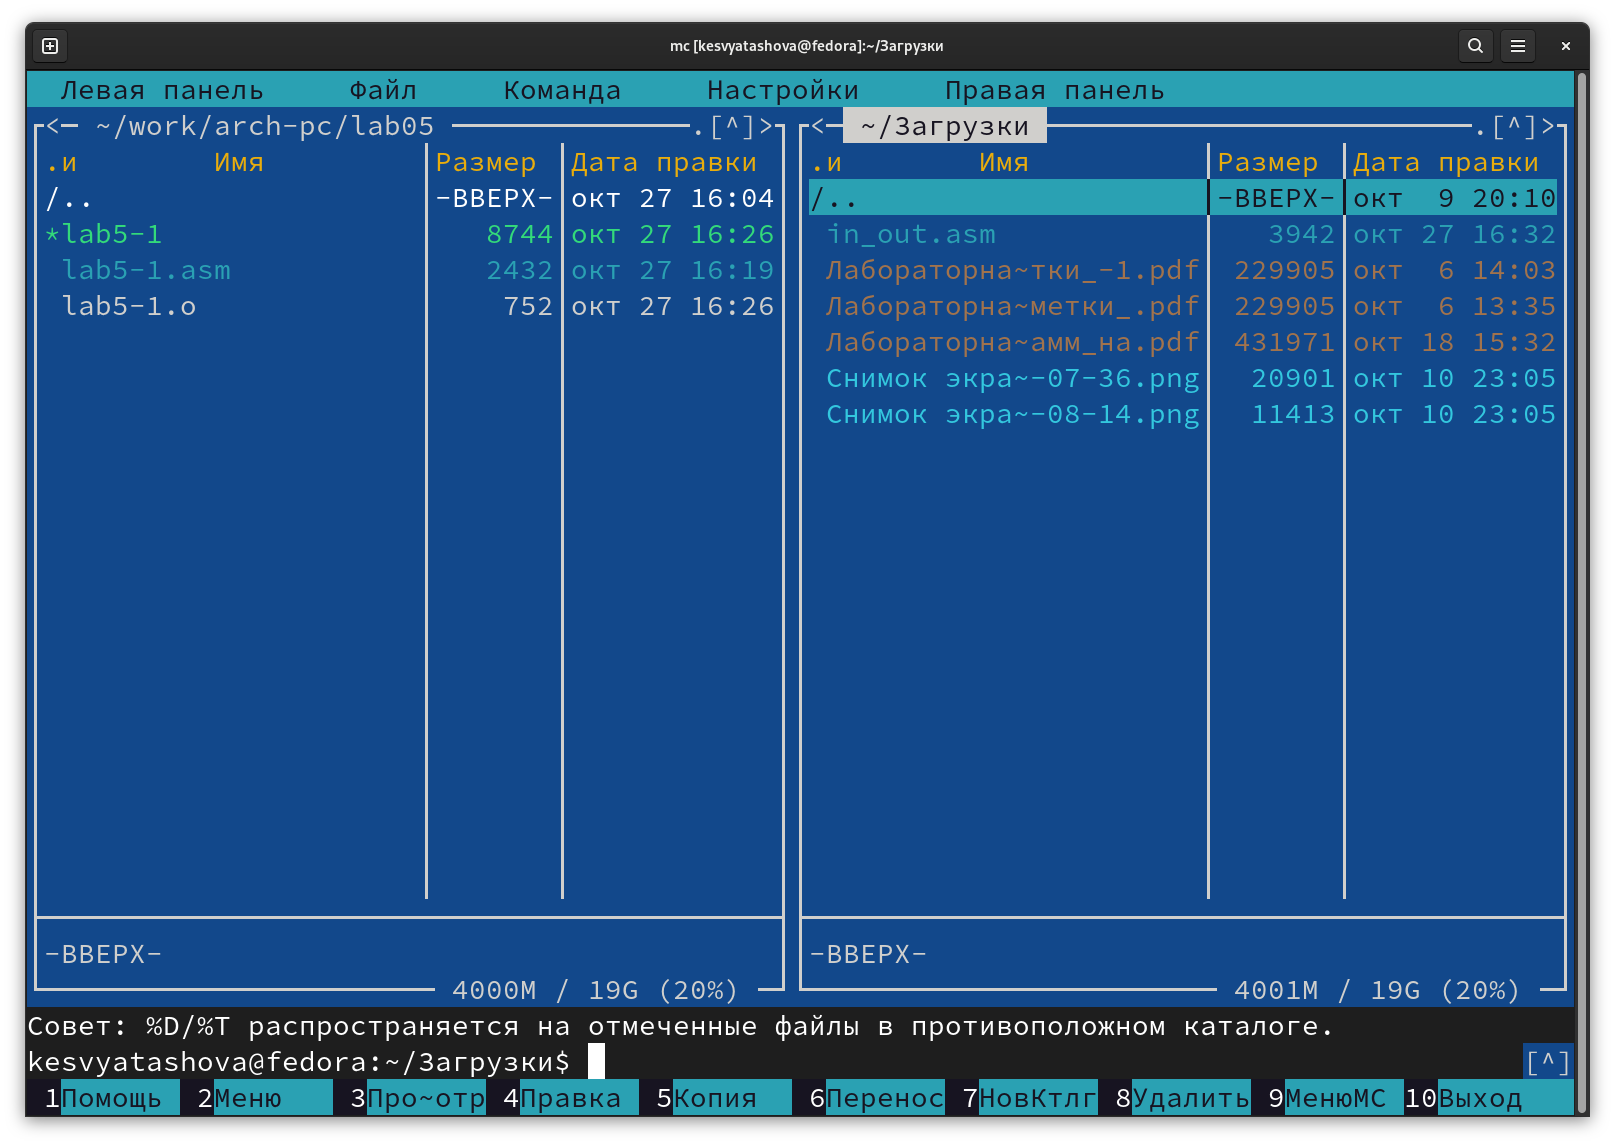 mc [kesvyatashova@fedora]:~/Загрузки
Левая панель Файл Команда Настройки Правая панель
<─ ~/work/arch-pc/lab05 ─.[^]> <─ ~/Загрузки ─.[^]>
.и Имя Размер Дата правки .и Имя Размер Дата правки
/.. -ВВЕРХ- окт 27 16:04 /.. -ВВЕРХ- окт 9 20:10
*lab5-1 8744 окт 27 16:26 in_out.asm 3942 окт 27 16:32
lab5-1.asm 2432 окт 27 16:19 Лабораторна~тки_-1.pdf 229905 окт 6 14:03
lab5-1.o 752 окт 27 16:26 Лабораторна~метки_.pdf 229905 окт 6 13:35
Лабораторна~амм_на.pdf 431971 окт 18 15:32
Снимок экра~-07-36.png 20901 окт 10 23:05
Снимок экра~-08-14.png 11413 окт 10 23:05
-ВВЕРХ- -ВВЕРХ-
4000M / 19G (20%) 4001M / 19G (20%)
Совет: %D/%T распространяется на отмеченные файлы в противоположном каталоге.
kesvyatashova@fedora:~/Загрузки$ [^]
1Помощь 2Меню 3Про~отр 4Правка 5Копия 6Перенос 7НовКтлг 8Удалить 9МенюMC 10Выход